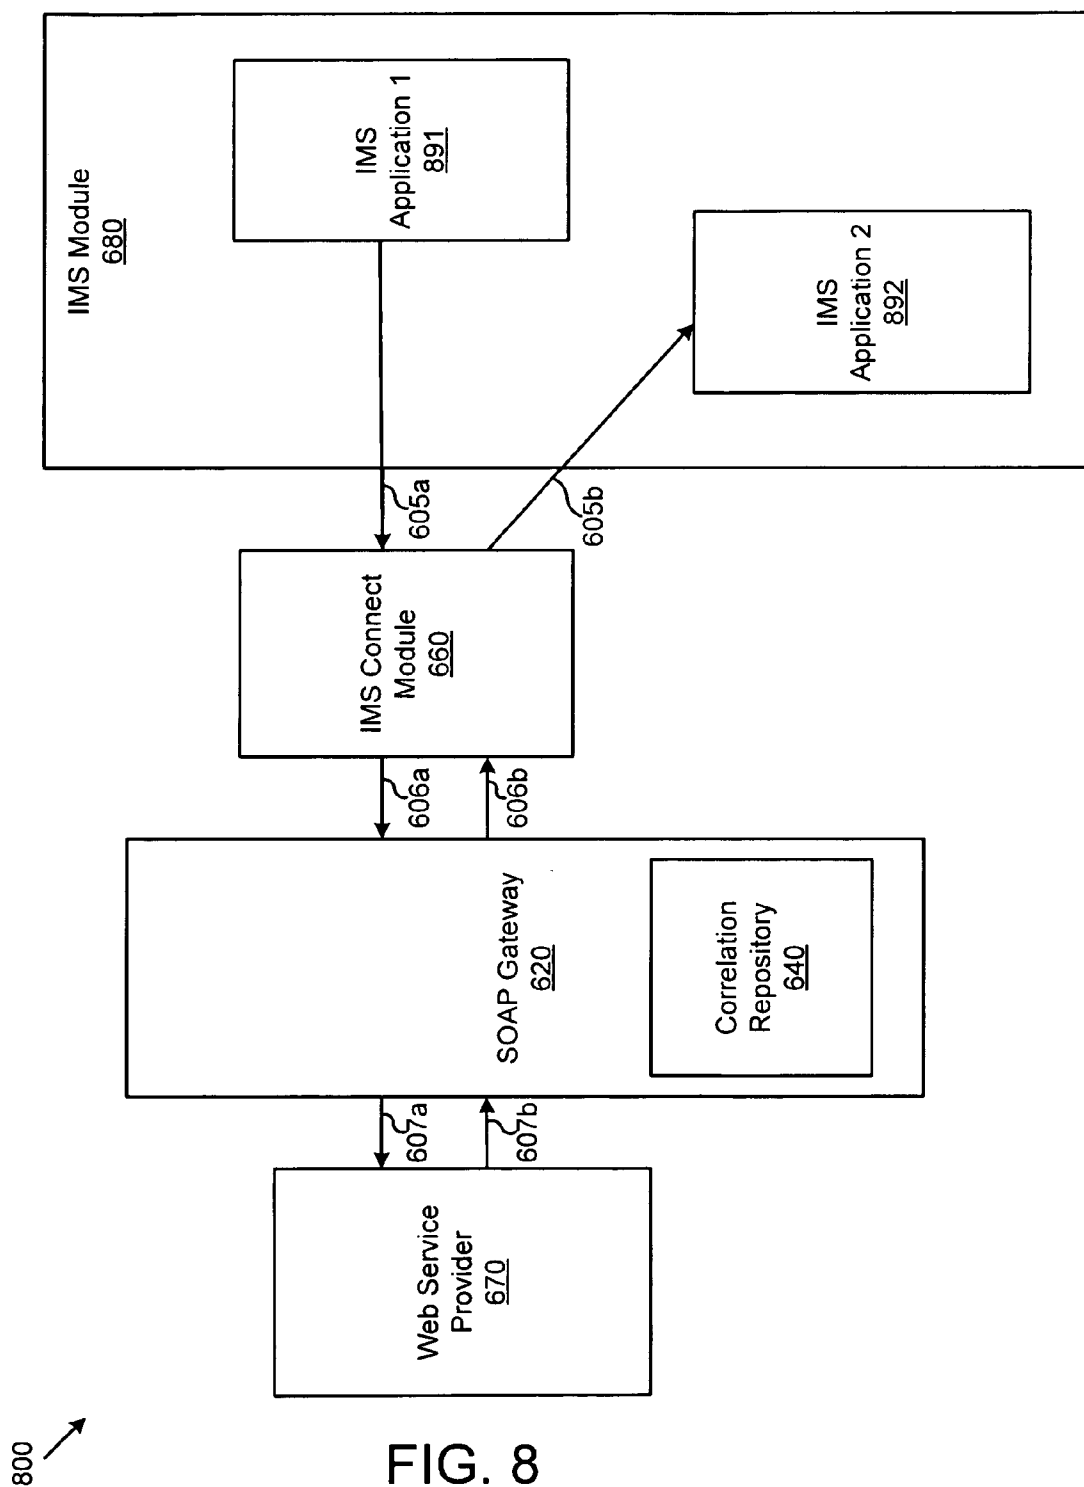 800
Web Service
Provider
670
607a
607b
SOAP Gateway
620
Correlation
Repository
640
606a
606b
IMS Connect
Module
660
605a
605b
IMS Module
680
IMS
Application 1
891
IMS
Application 2
892
FIG. 8